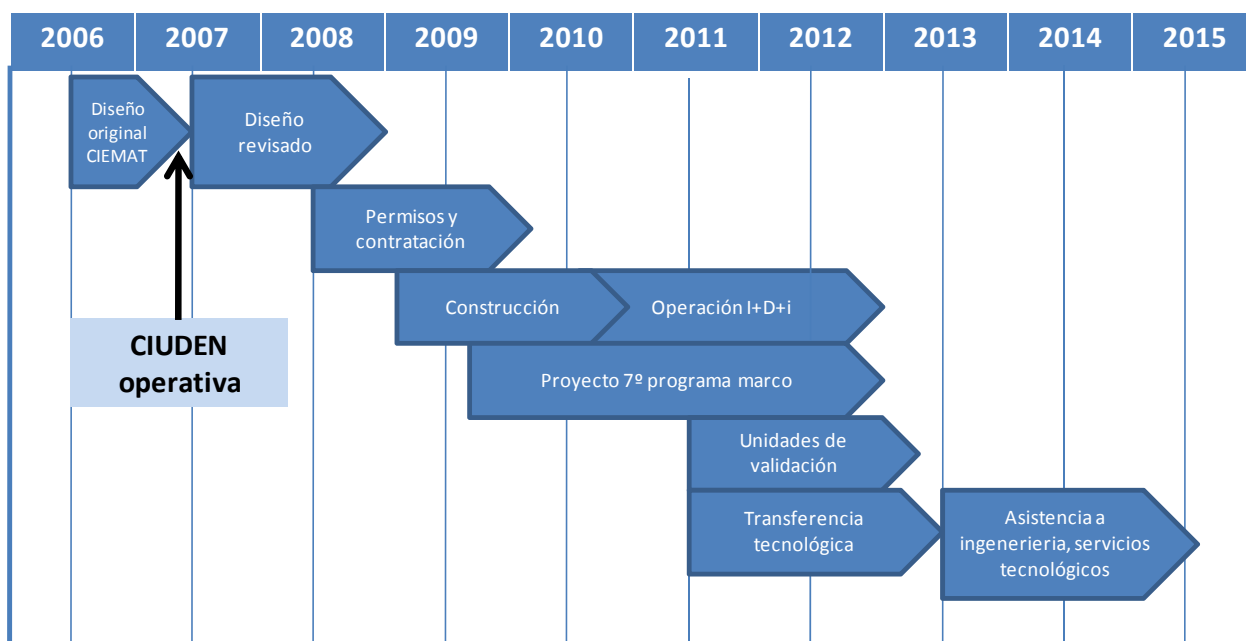 2006 2007 2008 2009 2010 2011 2012 2013 2014 2015
Diseño
original
CIEMAT
Diseño
revisado
Permisos y
contratación
Construcción
Operación I+D+i
CIUDEN
operativa
Proyecto 7º programa marco
Unidades de
validación
Transferencia
tecnológica
Asistencia a
ingenerieria, servicios
tecnológicos